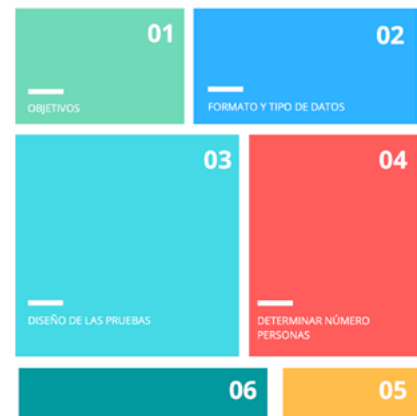 01
OBJETIVOS
02
FORMATO Y TIPO DE DATOS
03
DISEÑO DE LAS PRUEBAS
04
DETERMINAR NÚMERO
PERSONAS
06
05